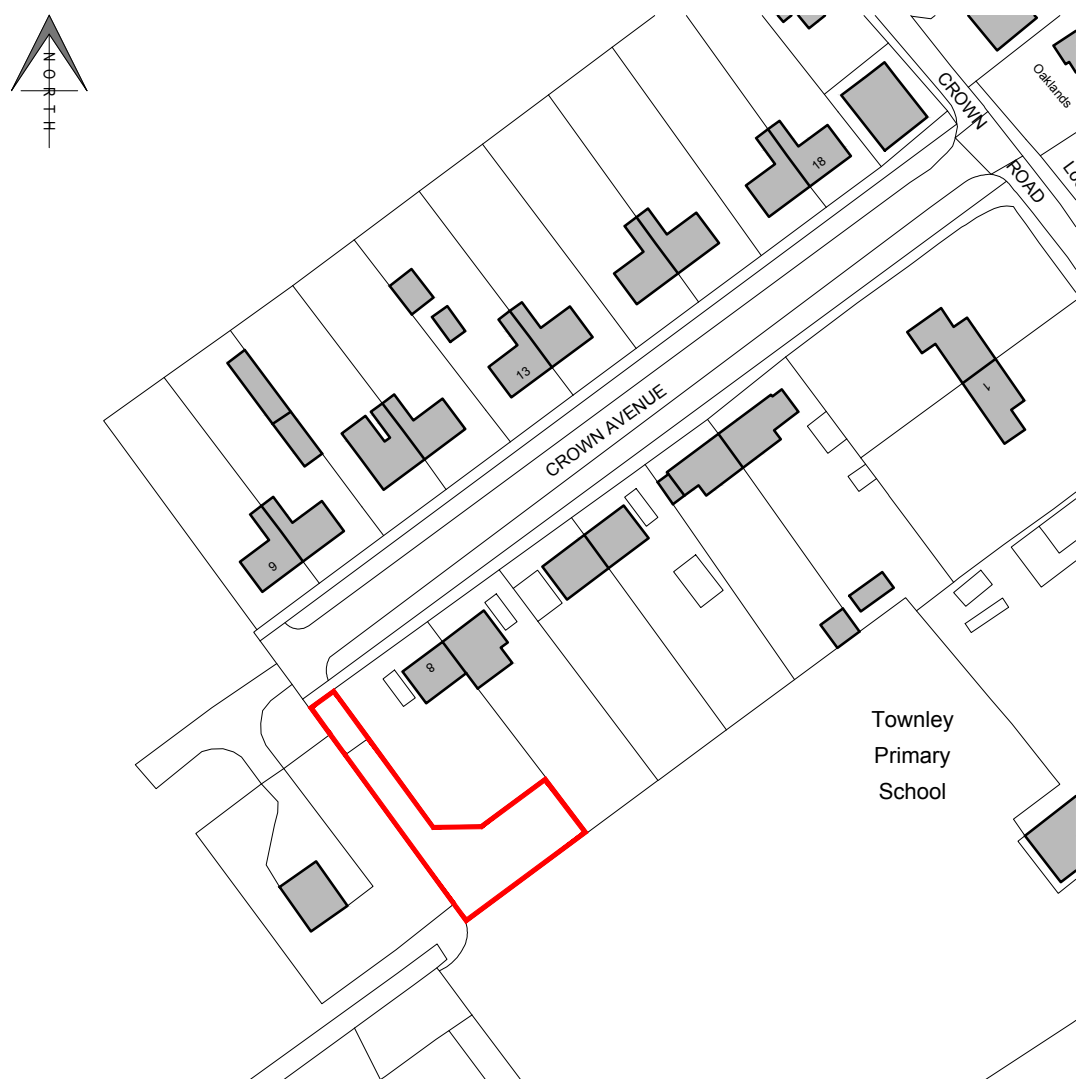 NORTH
CROWN
ROAD
Oaklands
18
13
CROWN AVENUE
1
9
8
Townley
Primary
School